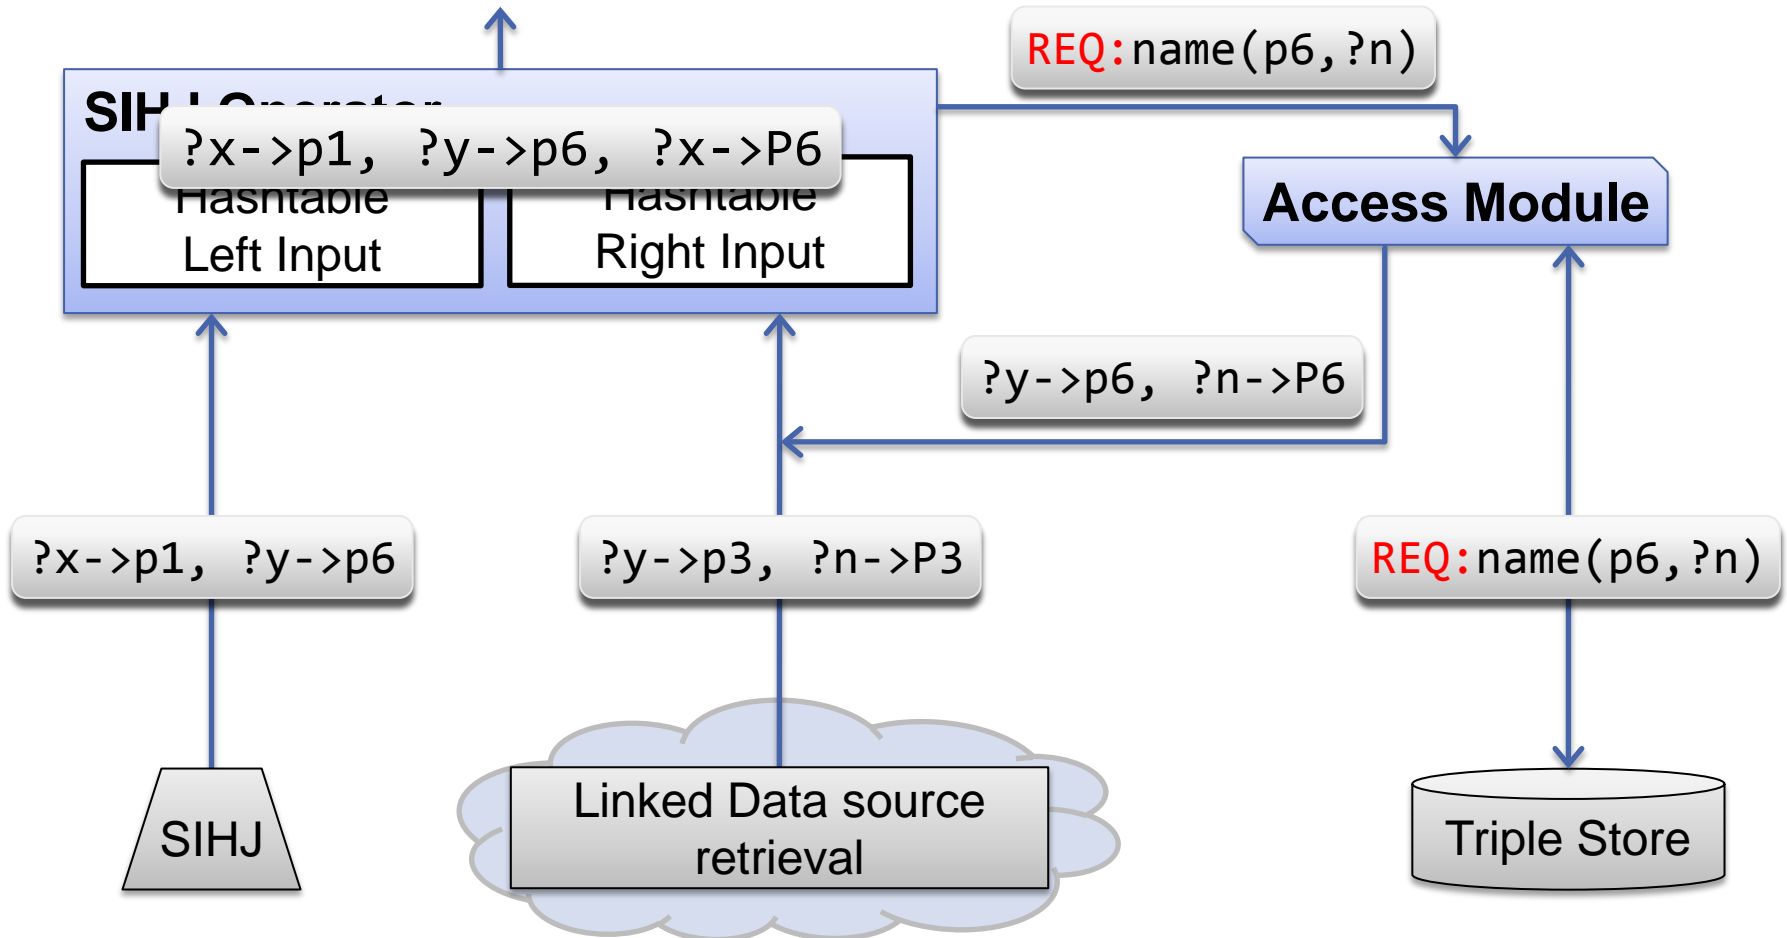 REQ:name(p6,?n)
SIHJ Operator
?x->p1, ?y->p6, ?x->P6
Hashtable
Left Input
Hashtable
Right Input
Access Module
?y->p6, ?n->P6
?x->p1, ?y->p6
?y->p3, ?n->P3
REQ:name(p6,?n)
SIHJ
Linked Data source
retrieval
Triple Store